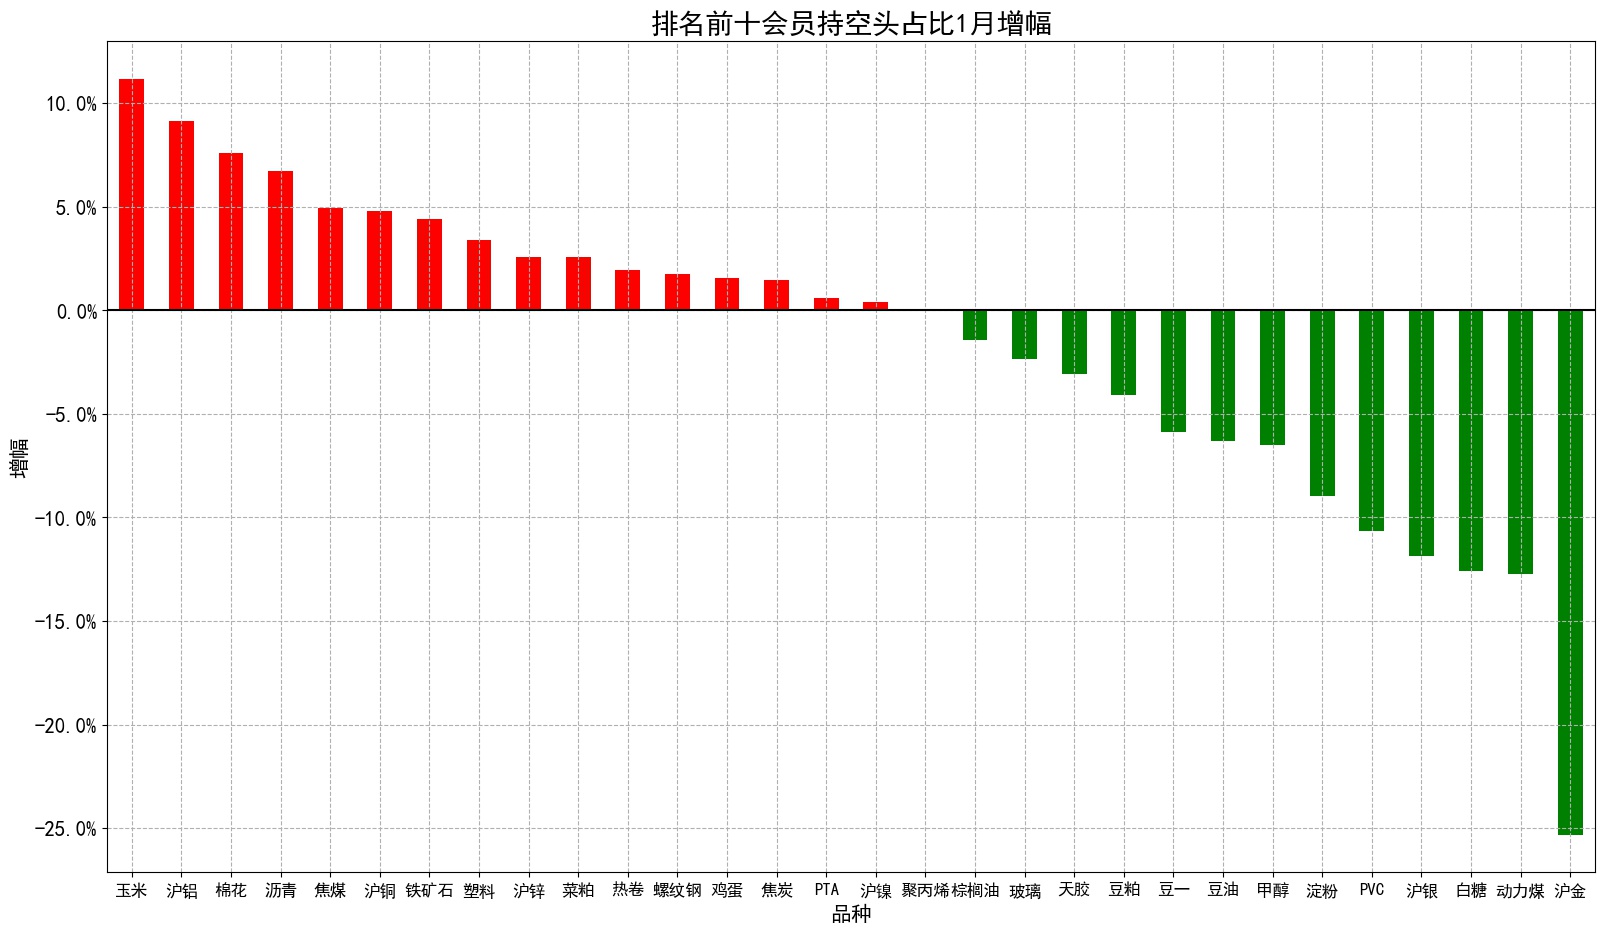 排名前十会员持空头占比1月增幅
10.0%
5.0%
0.0%
-5.0%
-10.0%
-15.0%
-20.0%
-25.0%
增幅
玉米 沪铝 棉花 沥青 焦煤 沪铜 铁矿石 塑料 沪锌 菜粕 热卷 螺纹钢 鸡蛋 焦炭 PTA 沪镍 聚丙烯 棕榈油 玻璃 天胶 豆粕 豆一 豆油 甲醇 淀粉 PVC 沪银 白糖 动力煤 沪金
品种